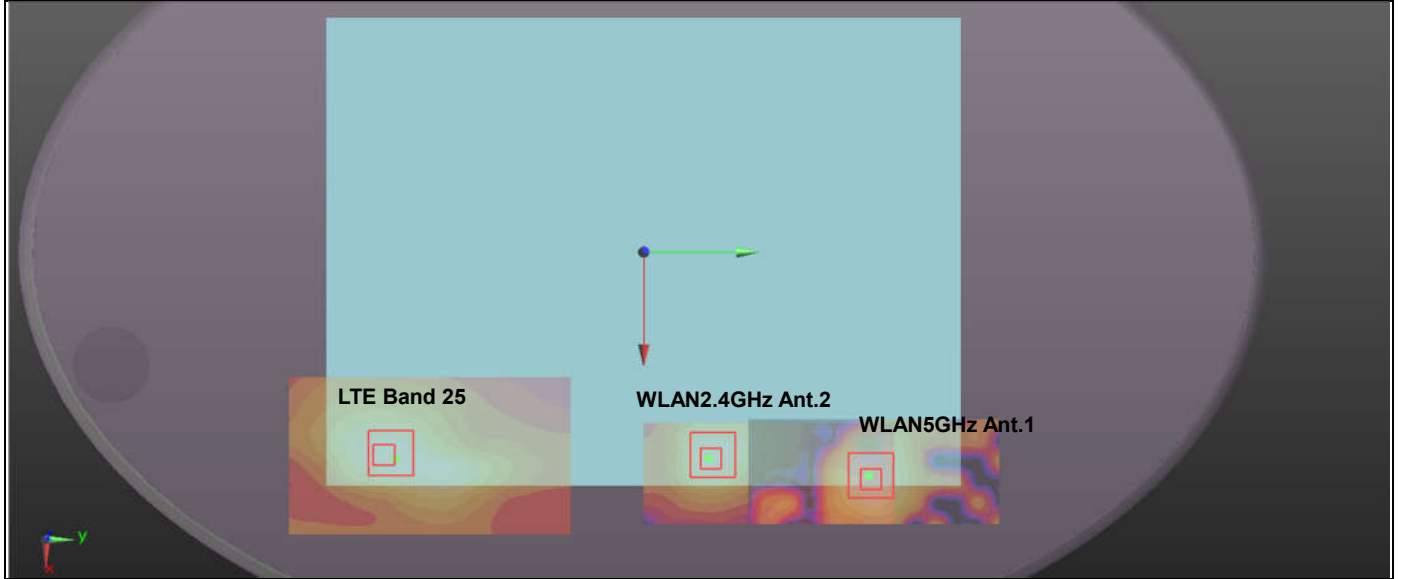 LTE Band 25
WLAN2.4GHz Ant.2
WLAN5GHz Ant.1
y
x